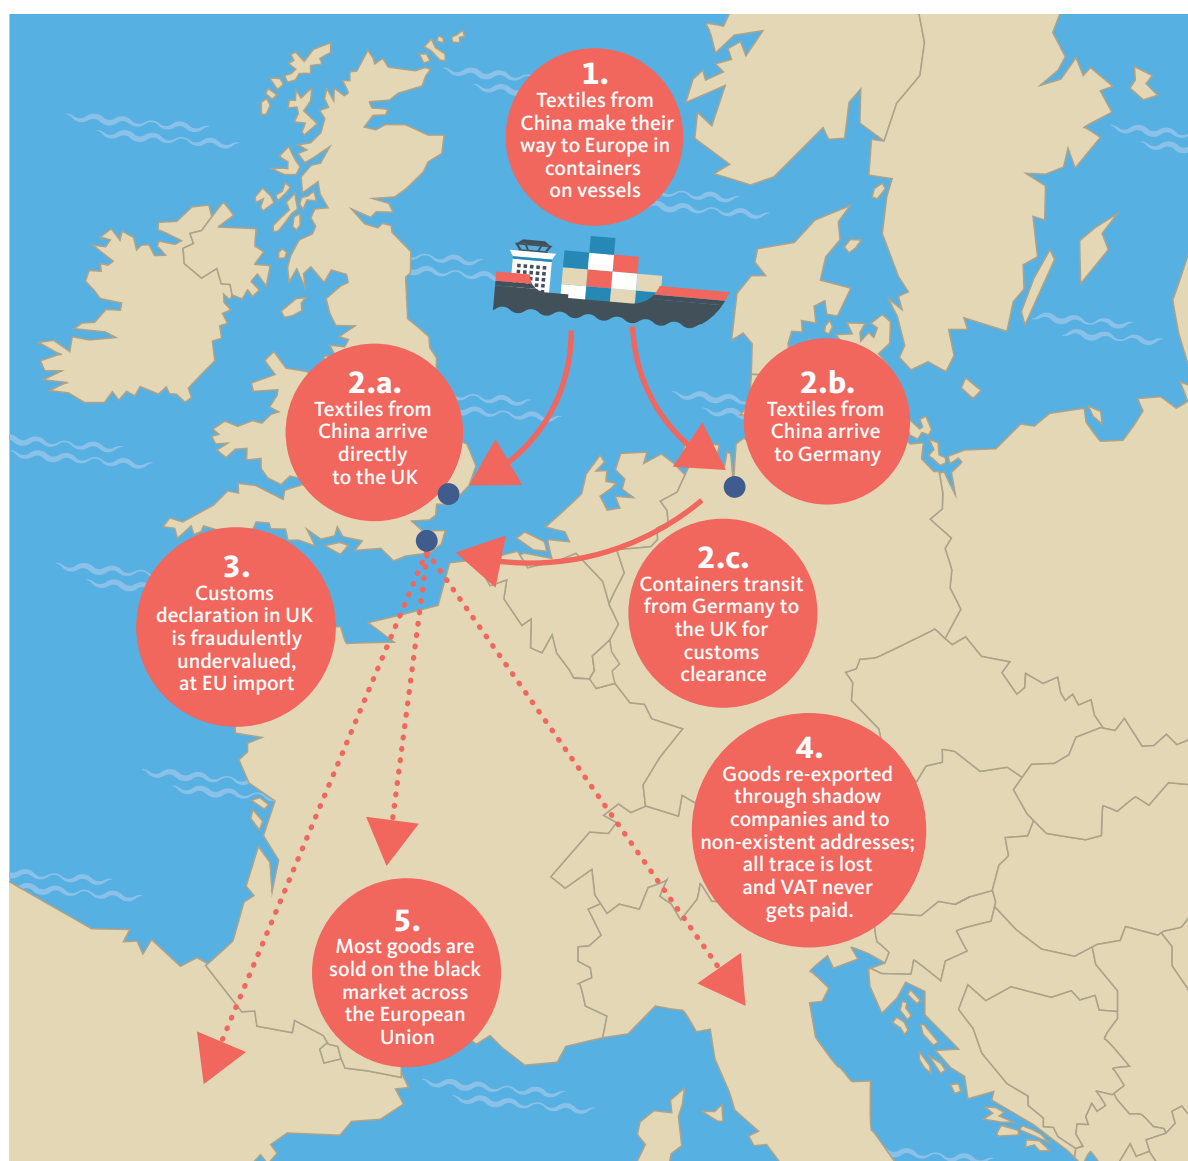 1.
Textiles from
China make their
way to Europe in
containers
on vessels
2.a.
Textiles from
China arrive
directly
to the UK
2.b.
Textiles from
China arrive
to Germany
2.c.
Containers transit
from Germany to
the UK for
customs
clearance
3.
Customs
declaration in UK
is fraudulently
undervalued,
at EU import
4.
Goods re-exported
through shadow
companies and to
non-existent addresses;
all trace is lost
and VAT never
gets paid.
5.
Most goods are
sold on the black
market across
the European
Union